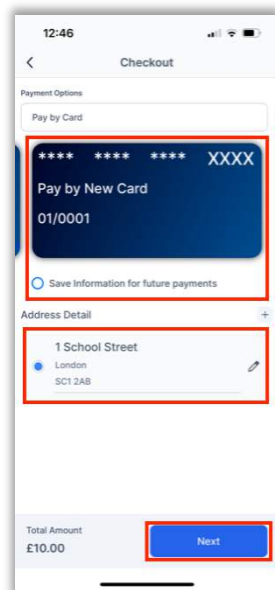 12:46
Checkout
Payment Options
Pay by Card
**** **** **** XXXX
Pay by New Card
01/0001
Save Information for future payments
Address Detail +
1 School Street
London
SC1 2AB
Total Amount
£10.00
Next